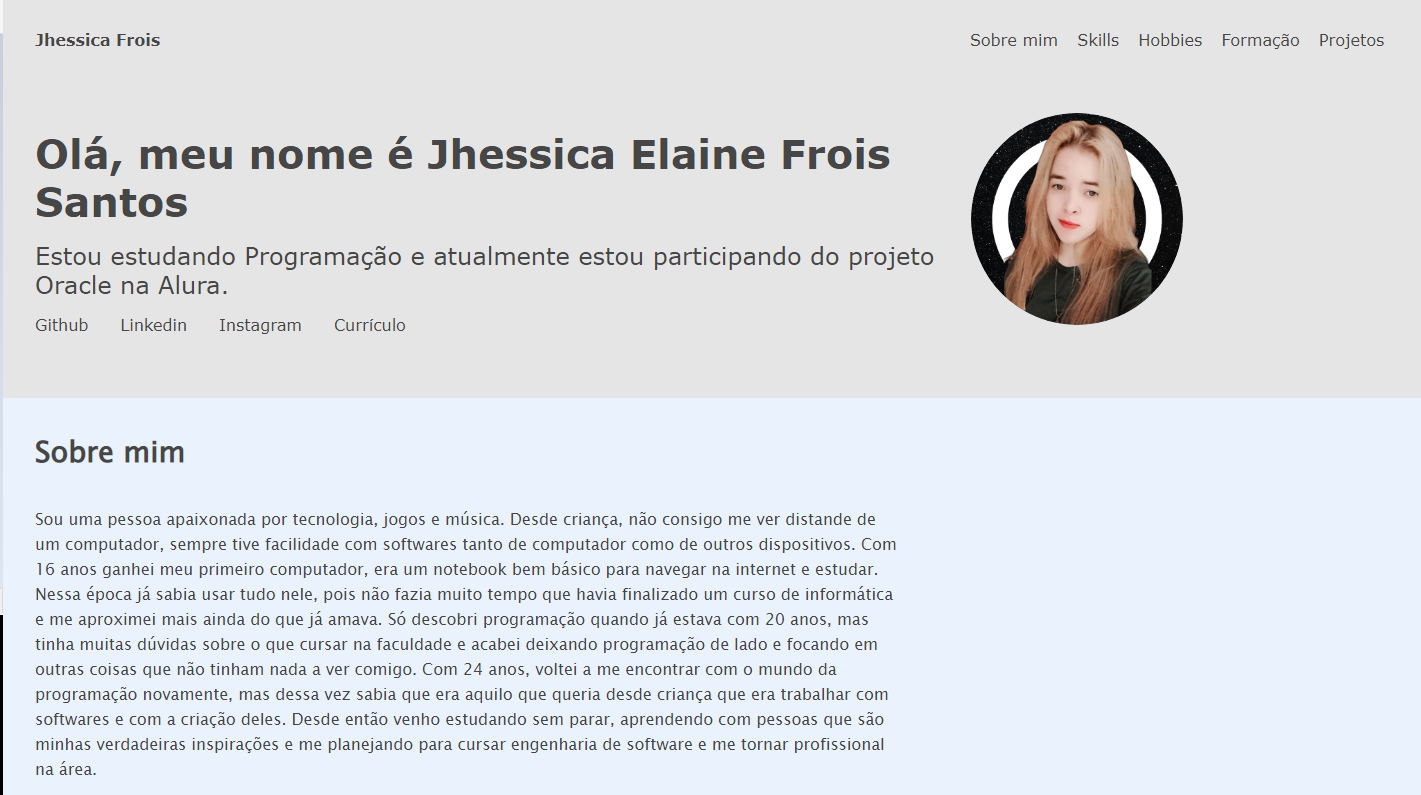 Jhessica Frois
Sobre mim Skills Hobbies Formação Projetos
Olá, meu nome é Jhessica Elaine Frois
Santos
Estou estudando Programação e atualmente estou participando do projeto
Oracle na Alura.
Github Linkedin Instagram Currículo
Sobre mim
Sou uma pessoa apaixonada por tecnologia, jogos e música. Desde criança, não consigo me ver distande de
um computador, sempre tive facilidade com softwares tanto de computador como de outros dispositivos. Com
16 anos ganhei meu primeiro computador, era um notebook bem básico para navegar na internet e estudar.
Nessa época já sabia usar tudo nele, pois não fazia muito tempo que havia finalizado um curso de informática
e me aproximei mais ainda do que já amava. Só descobri programação quando já estava com 20 anos, mas
tinha muitas dúvidas sobre o que cursar na faculdade e acabei deixando programação de lado e focando em
outras coisas que não tinham nada a ver comigo. Com 24 anos, voltei a me encontrar com o mundo da
programação novamente, mas dessa vez sabia que era aquilo que queria desde criança que era trabalhar com
softwares e com a criação deles. Desde então venho estudando sem parar, aprendendo com pessoas que são
minhas verdadeiras inspirações e me planejando para cursar engenharia de software e me tornar profissional
na área.